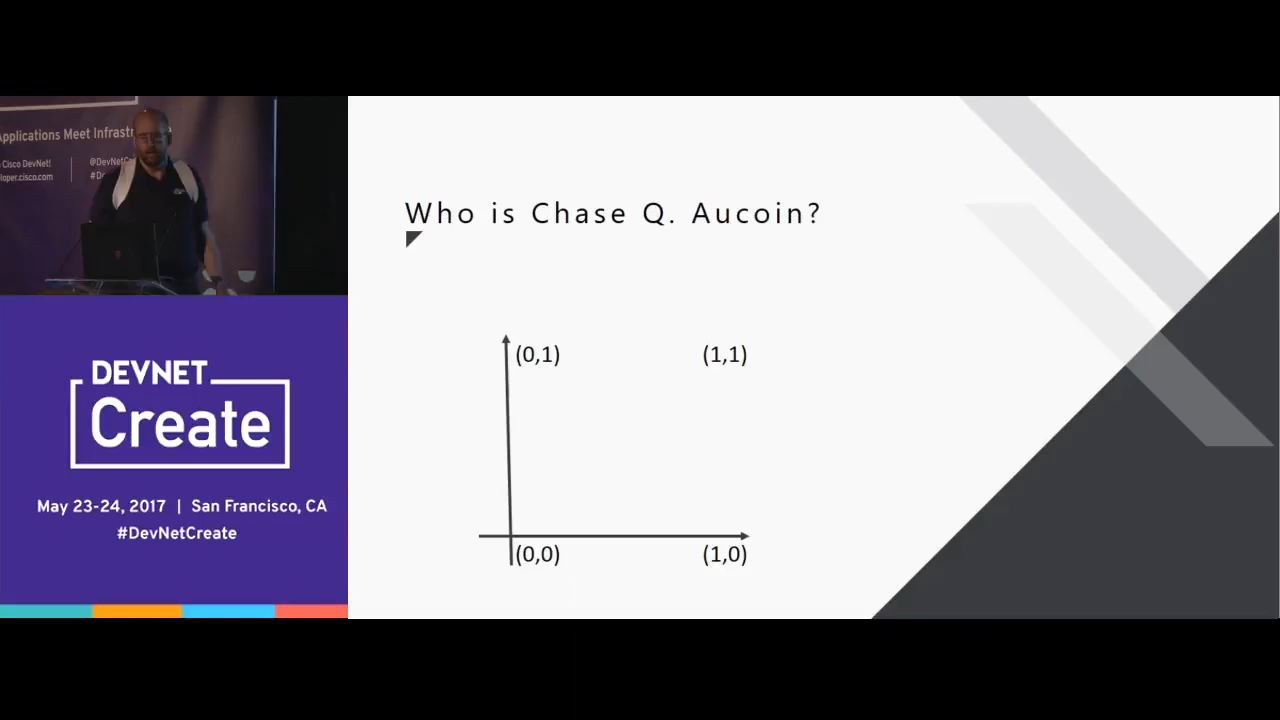 Applications Meet Infrastr
Cisco DevNet!
loper.cisco.com
@DevNetC
#D
DEVNET
Create
May 23-24, 2017 | San Francisco, CA
#DevNetCreate
Who is Chase Q. Aucoin?
(0,1) (1,1)
(0,0) (1,0)